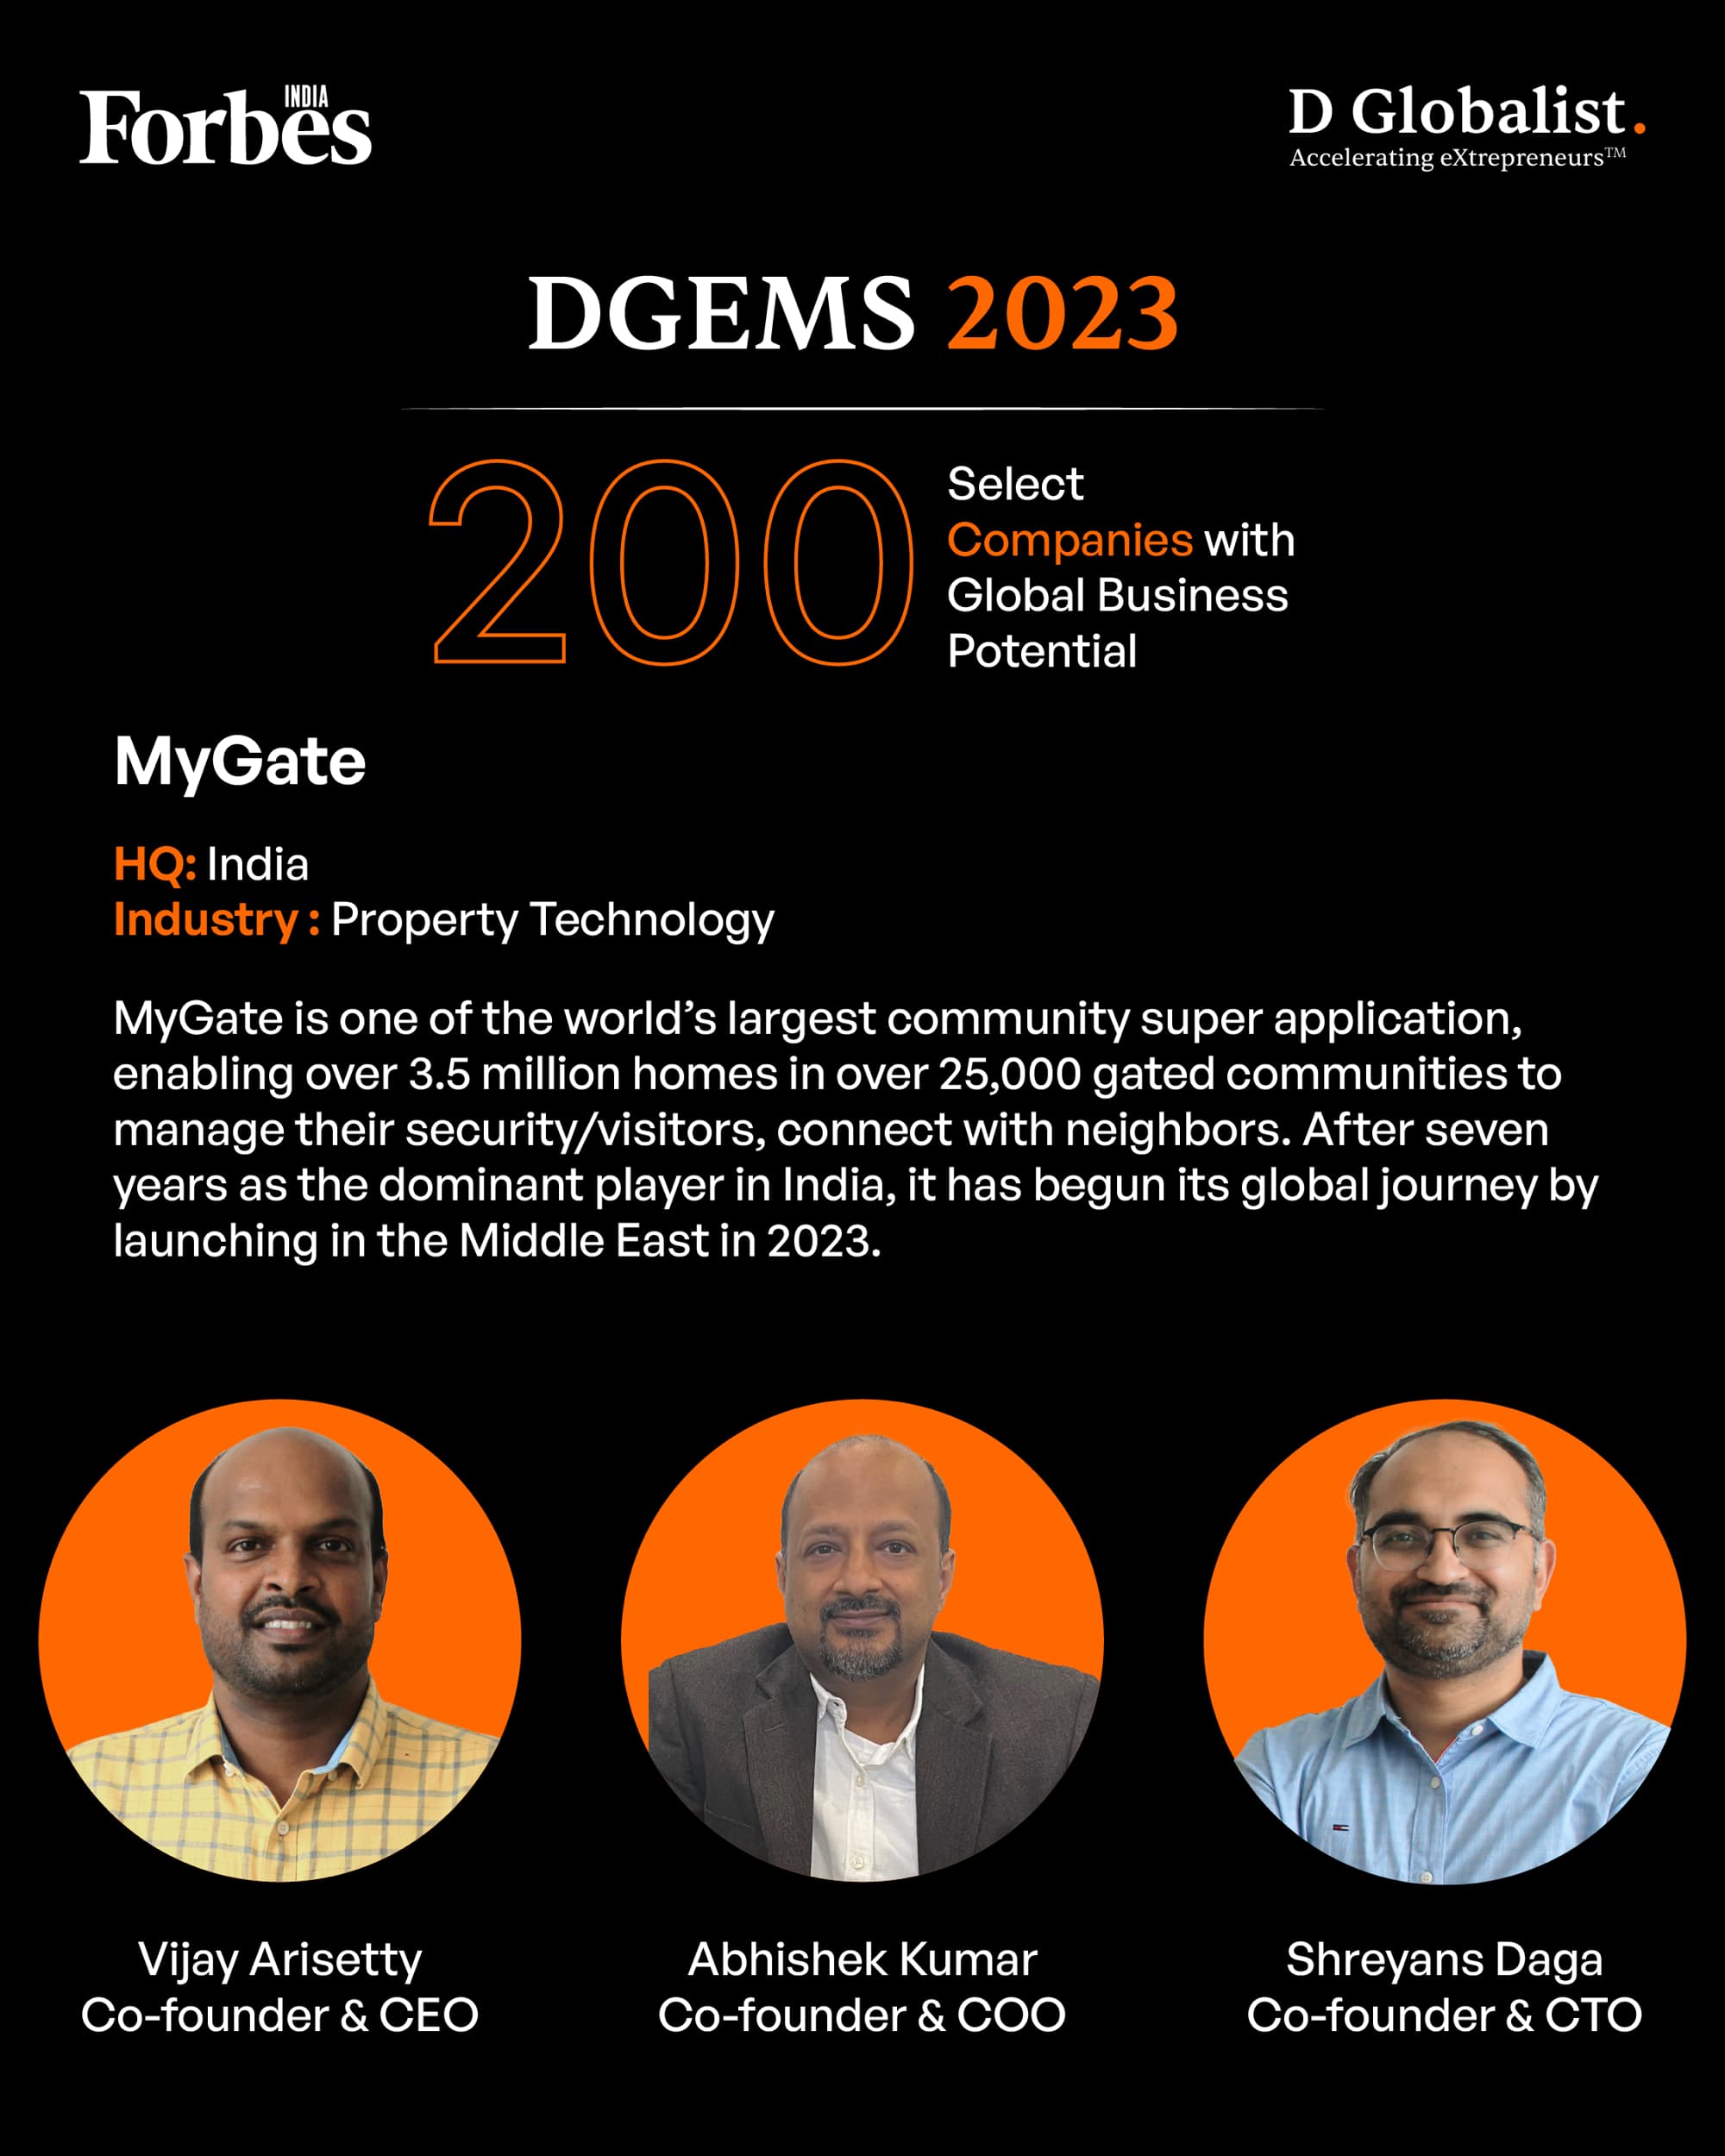 Forbes INDIA
D Globalist.
Accelerating eXtrepreneurs™
DGEMS 2023
200
Select
Companies with
Global Business
Potential
MyGate
HQ: India
Industry : Property Technology
MyGate is one of the world’s largest community super application,
enabling over 3.5 million homes in over 25,000 gated communities to
manage their security/visitors, connect with neighbors. After seven
years as the dominant player in India, it has begun its global journey by
launching in the Middle East in 2023.
Vijay Arisetty
Co-founder & CEO
Abhishek Kumar
Co-founder & COO
Shreyans Daga
Co-founder & CTO